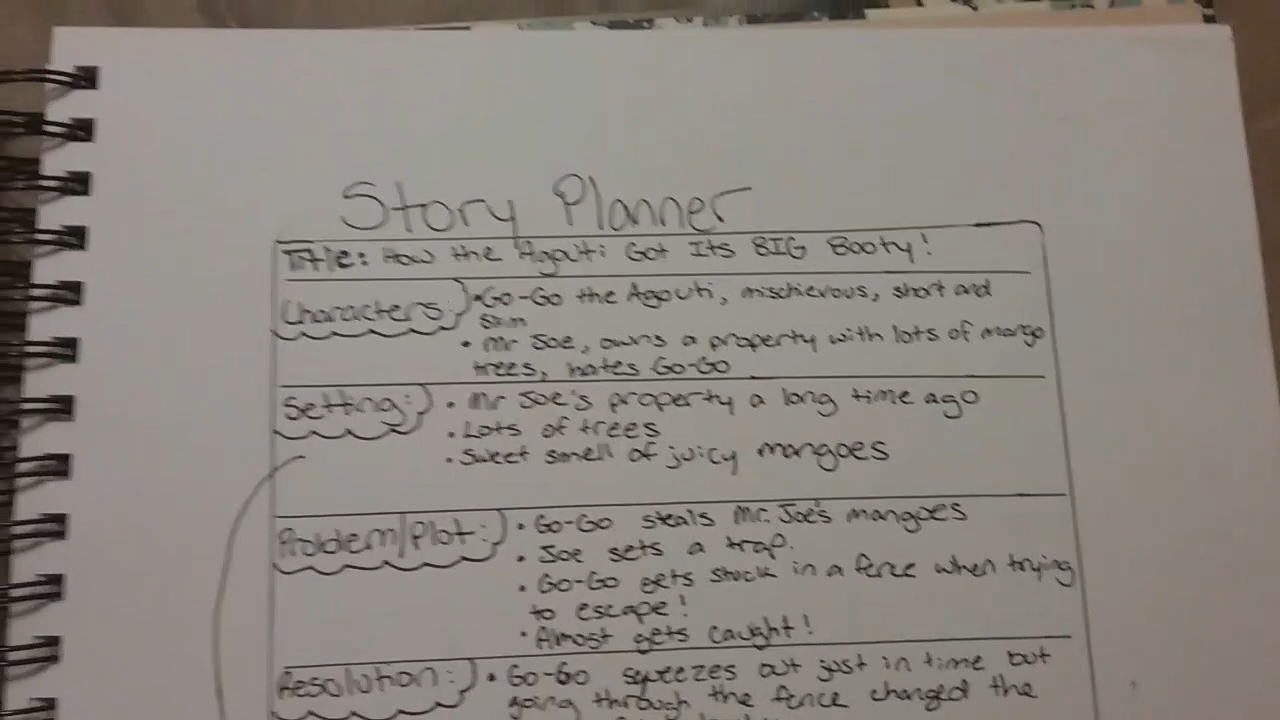 Story Planner
Title: How the Agouti Got Its BIG Booty!
Characters: • Go-Go the Agouti, mischievous, short and
slim
• Mr Joe, owns a property with lots of mango
trees, hates Go-Go
Setting: • Mr Joe's property a long time ago
• Lots of trees
• Sweet smell of juicy mangoes
Problem/Plot: • Go-Go steals Mr. Joe's mangoes
• Joe sets a trap.
• Go-Go gets stuck in a fence when trying
to escape!
• Almost gets caught!
Resolution: • Go-Go squeezes out just in time but
going through the fence changed the